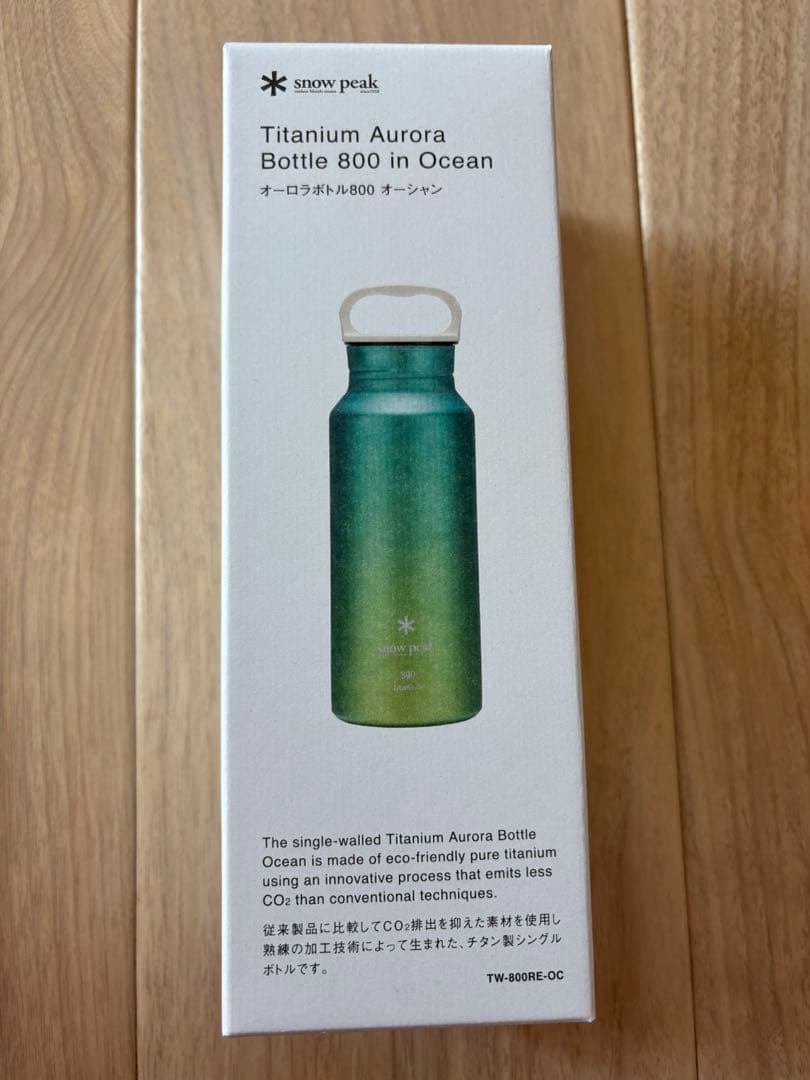 snow peak
Titanium Aurora
Bottle 800 in Ocean
オーロラボトル800 オーシャン
snow peak
800
titanium
The single-walled Titanium Aurora Bottle
Ocean is made of eco-friendly pure titanium
using an innovative process that emits less
CO₂ than conventional techniques.
従来製品に比較してCO₂排出を抑えた素材を使用し
熟練の加工技術によって生まれた、チタン製シングル
ボトルです。
TW-800RE-OC